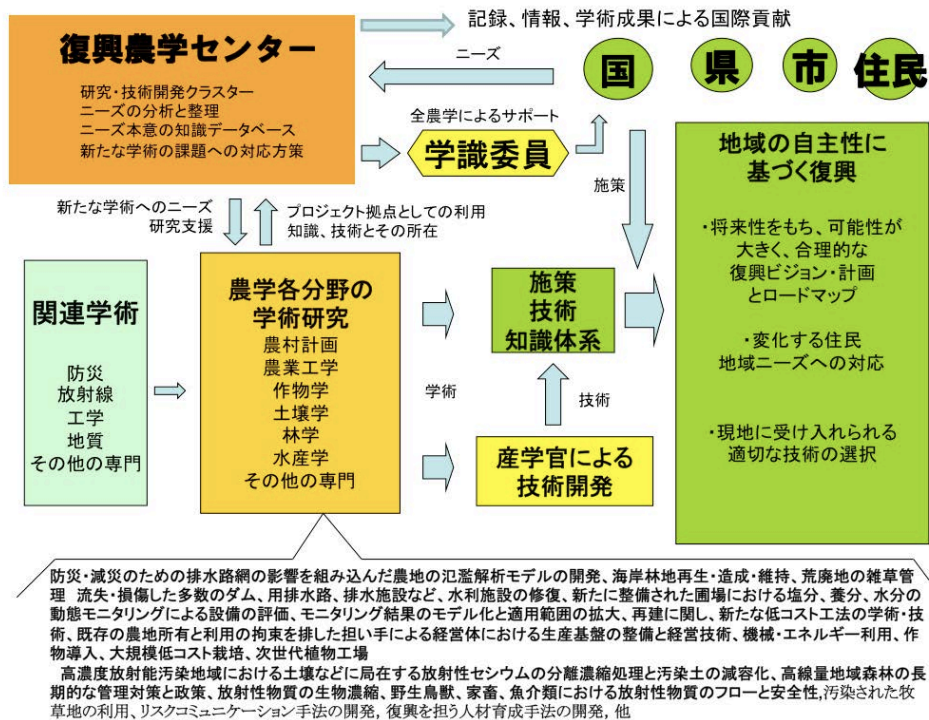 記録、情報、学術成果による国際貢献
復興農学センター
研究・技術開発クラスター
ニーズの分析と整理
ニーズ本意の知識データベース
新たな学術の課題への対応方策
ニーズ
国
県
市
住民
全農学によるサポート
学識委員
施策
地域の自主性に
基づく復興
・将来性をもち、可能性が
大きく、合理的な
復興ビジョン・計画
とロードマップ
・変化する住民
地域ニーズへの対応
・現地に受け入れられる
適切な技術の選択
新たな学術へのニーズ
研究支援
プロジェクト拠点としての利用
知識、技術とその所在
関連学術
防災
放射線
工学
地質
その他の専門
農学各分野の
学術研究
農村計画
農業工学
作物学
土壌学
林学
水産学
その他の専門
学術
施策
技術
知識体系
技術
産学官による
技術開発
防災・減災のための排水路網の影響を組み込んだ農地の氾濫解析モデルの開発、海岸林地再生・造成・維持、荒廃地の雑草管
理 流失・損傷した多数のダム、用排水路、排水施設など、水利施設の修復、新たに整備された圃場における塩分、養分、水分の
動態モニタリングによる設備の評価、モニタリング結果のモデル化と適用範囲の拡大、再建に関し、新たな低コスト工法の学術・技
術、既存の農地所有と利用の拘束を排した担い手による経営体における生産基盤の整備と経営技術、機械・エネルギー利用、作
物導入、大規模低コスト栽培、次世代植物工場
高濃度放射能汚染地域における土壌などに局在する放射性セシウムの分離濃縮処理と汚染土の減容化、高線量地域森林の長
期的な管理対策と政策、放射性物質の生物濃縮、野生鳥獣、家畜、魚介類における放射性物質のフローと安全性,汚染された牧
草地の利用、リスクコミュニケーション手法の開発, 復興を担う人材育成手法の開発, 他